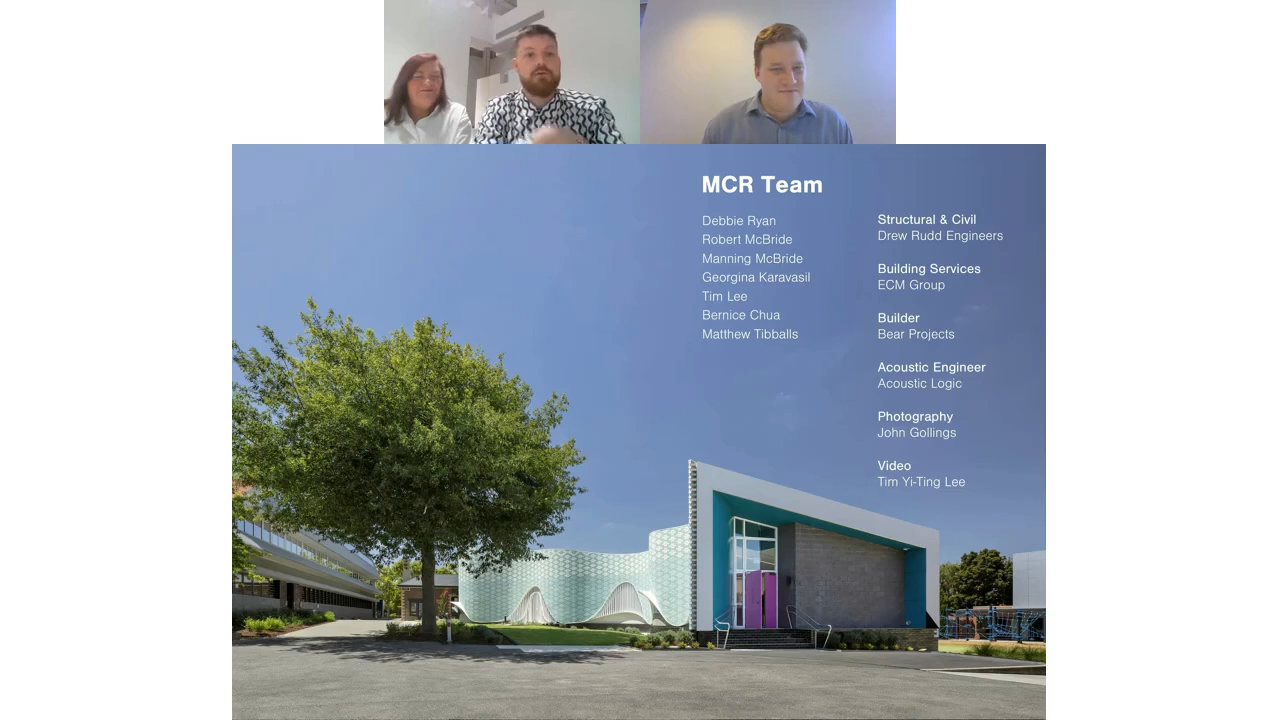 MCR Team
Debbie Ryan
Robert McBride
Manning McBride
Georgina Karavasil
Tim Lee
Bernice Chua
Matthew Tibballs
Structural & Civil
Drew Rudd Engineers
Building Services
ECM Group
Builder
Bear Projects
Acoustic Engineer
Acoustic Logic
Photography
John Gollings
Video
Tim Yi-Ting Lee